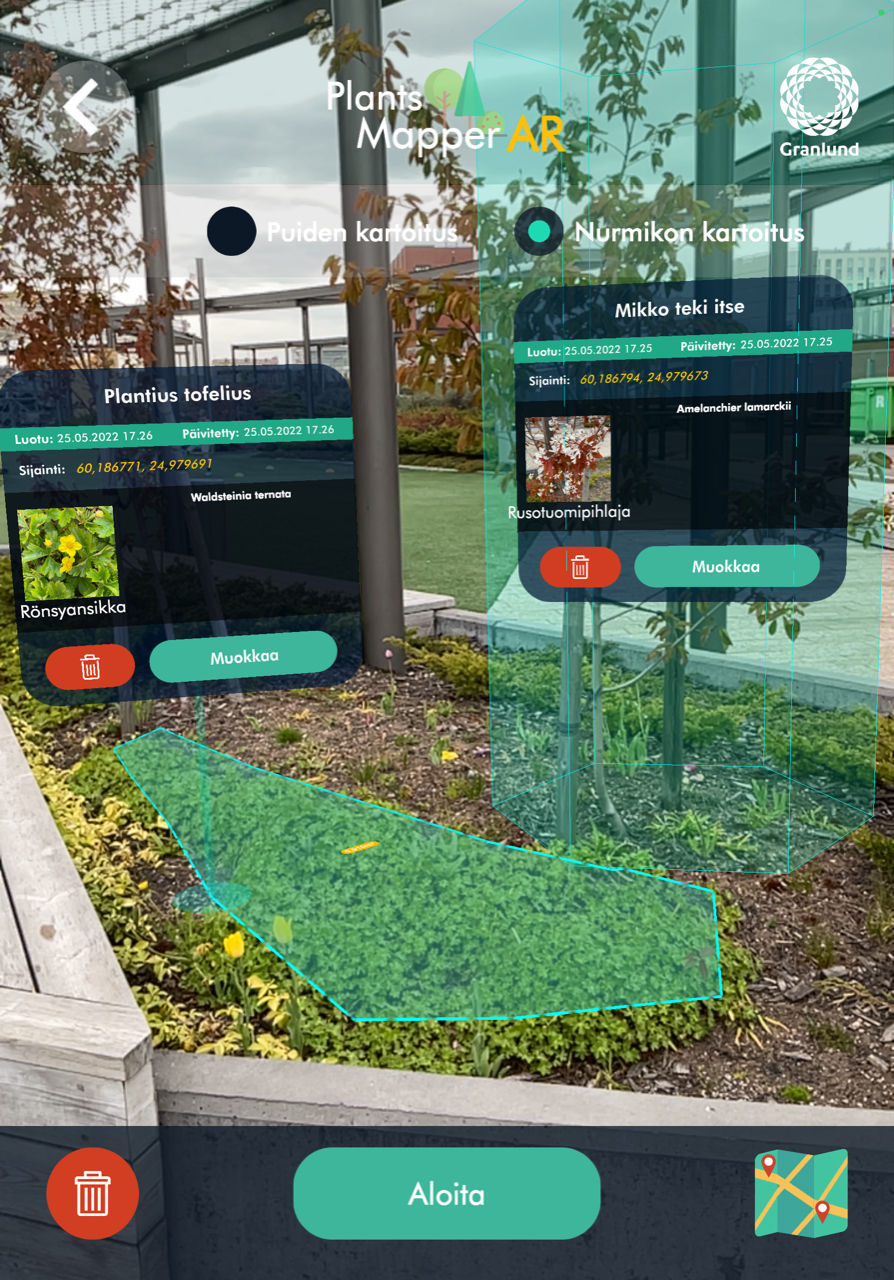 Plants
Mapper AR
Granlund
Puiden kartoitus
Nurmikon kartoitus
Mikko teki itse
Luotu: 25.05.2022 17.25 Päivitetty: 25.05.2022 17.25
Sijainti: 60,186794, 24,979673
Amelanchier lamarckii
Rusotuomipihlaja
Muokkaa
Plantius tofelius
Luotu: 25.05.2022 17.26 Päivitetty: 25.05.2022 17.26
Sijainti: 60,186771, 24,979691
Waldsteinia ternata
Rönsyansikka
Muokkaa
Aloita